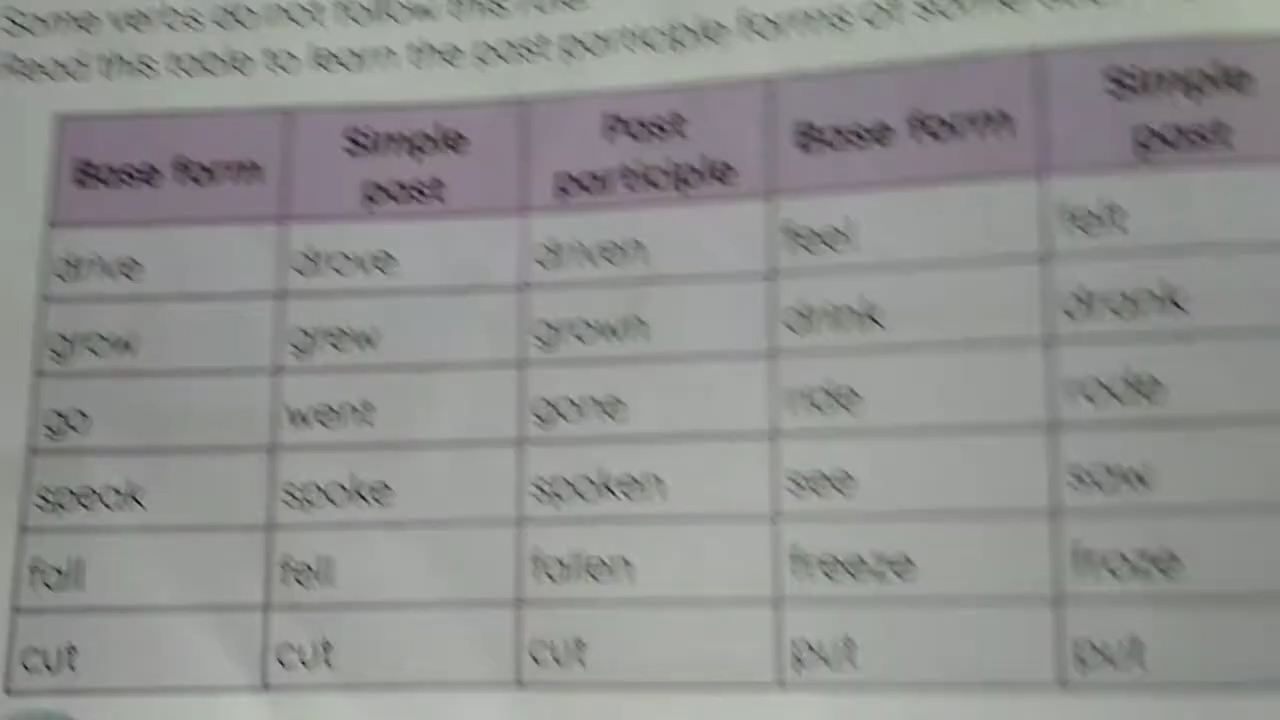 Some verbs do not follow this rule
Read this table to learn the past participle forms of some
Base form Simple past Past participle Base form Simple past
drive drove driven feel felt
grow grew grown drink drank
go went gone ride rode
speak spoke spoken see saw
fall fell fallen freeze froze
cut cut cut put put